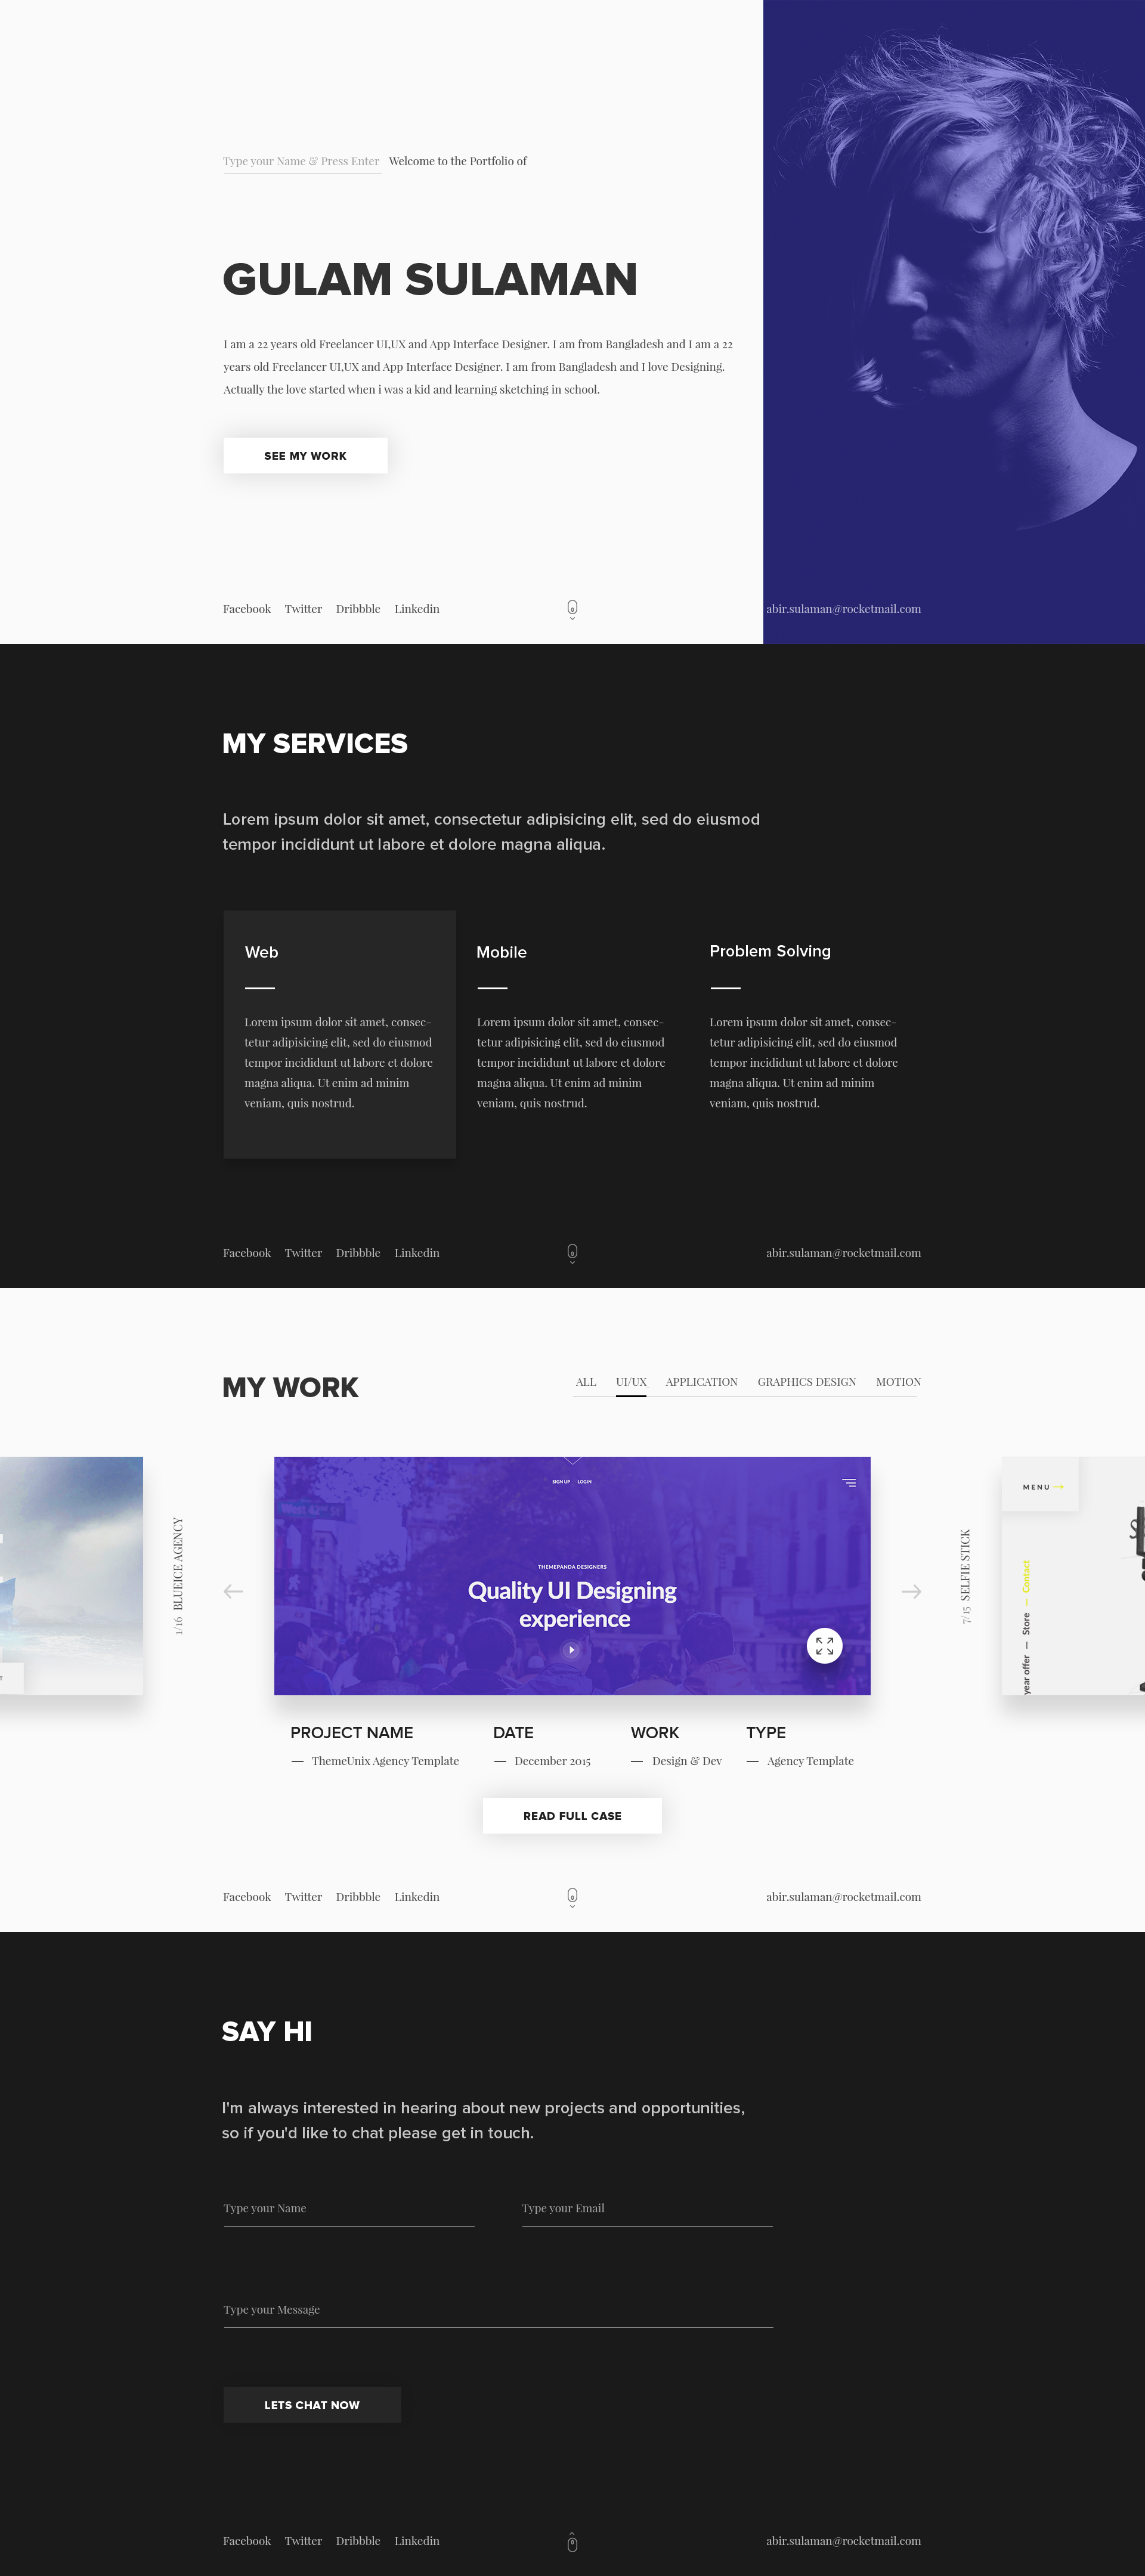 Type your Name & Press Enter Welcome to the Portfolio of
GULAM SULAMAN
I am a 22 years old Freelancer UI,UX and App Interface Designer. I am from Bangladesh and I am a 22
years old Freelancer UI,UX and App Interface Designer. I am from Bangladesh and I love Designing.
Actually the love started when i was a kid and learning sketching in school.
SEE MY WORK
Facebook Twitter Dribbble Linkedin
abir.sulaman@rocketmail.com
MY SERVICES
Lorem ipsum dolor sit amet, consectetur adipisicing elit, sed do eiusmod
tempor incididunt ut labore et dolore magna aliqua.
Web
Lorem ipsum dolor sit amet, consec-
tetur adipisicing elit, sed do eiusmod
tempor incididunt ut labore et dolore
magna aliqua. Ut enim ad minim
veniam, quis nostrud.
Mobile
Lorem ipsum dolor sit amet, consec-
tetur adipisicing elit, sed do eiusmod
tempor incididunt ut labore et dolore
magna aliqua. Ut enim ad minim
veniam, quis nostrud.
Problem Solving
Lorem ipsum dolor sit amet, consec-
tetur adipisicing elit, sed do eiusmod
tempor incididunt ut labore et dolore
magna aliqua. Ut enim ad minim
veniam, quis nostrud.
Facebook Twitter Dribbble Linkedin
abir.sulaman@rocketmail.com
MY WORK
ALL UI/UX APPLICATION GRAPHICS DESIGN MOTION
1/16 BLUEICE AGENCY
SIGN UP LOGIN
THEMEPANDA DESIGNERS
Quality UI Designing
experience
7/15 SELFIE STICK
MENU
year offer — Store — Contact
PROJECT NAME
— ThemeUnix Agency Template
DATE
— December 2015
WORK
— Design & Dev
TYPE
— Agency Template
READ FULL CASE
Facebook Twitter Dribbble Linkedin
abir.sulaman@rocketmail.com
SAY HI
I'm always interested in hearing about new projects and opportunities,
so if you'd like to chat please get in touch.
Type your Name
Type your Email
Type your Message
LETS CHAT NOW
Facebook Twitter Dribbble Linkedin
abir.sulaman@rocketmail.com